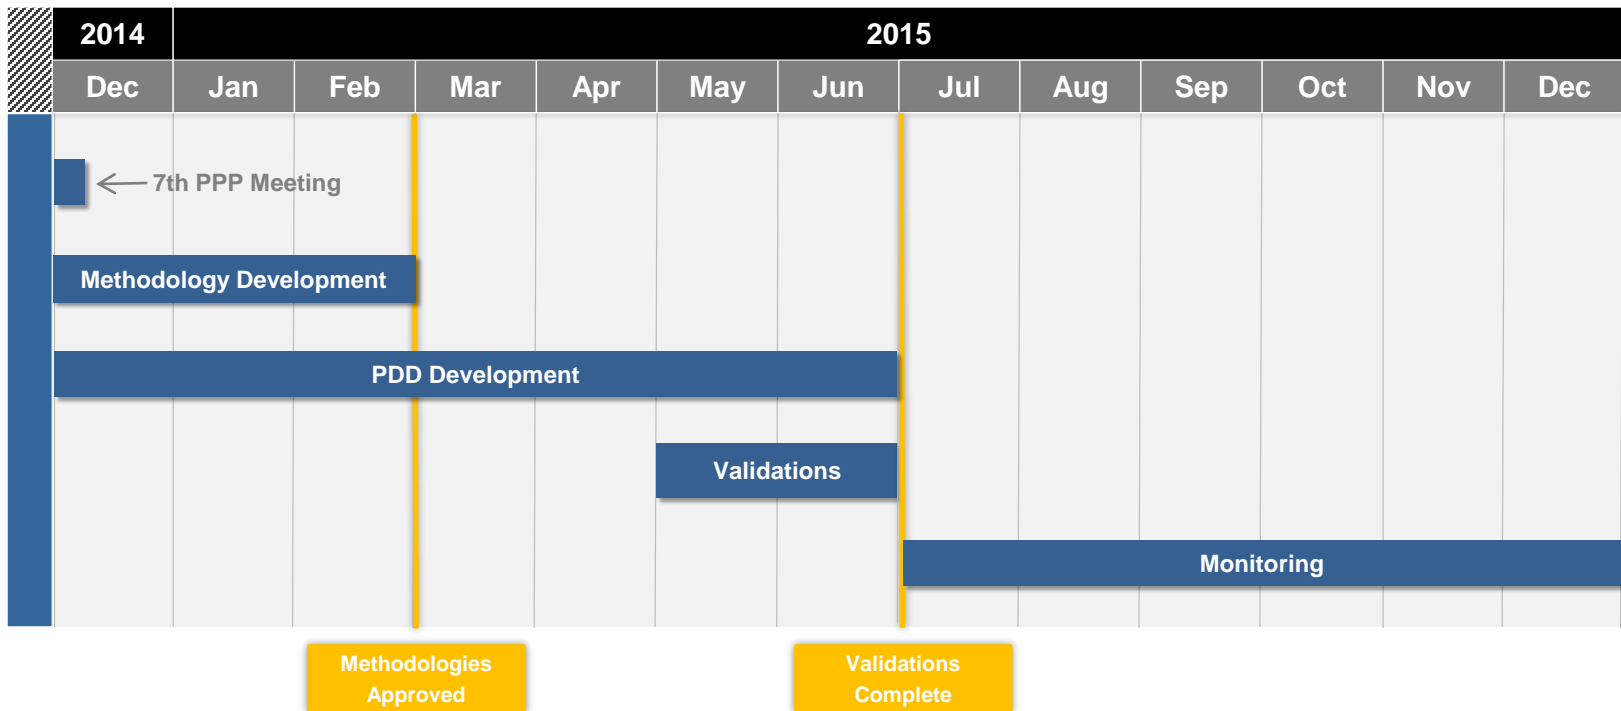 2014 2015
Dec Jan Feb Mar Apr May Jun Jul Aug Sep Oct Nov Dec
7th PPP Meeting
Methodology Development
PDD Development
Validations
Monitoring
Methodologies
Approved
Validations
Complete